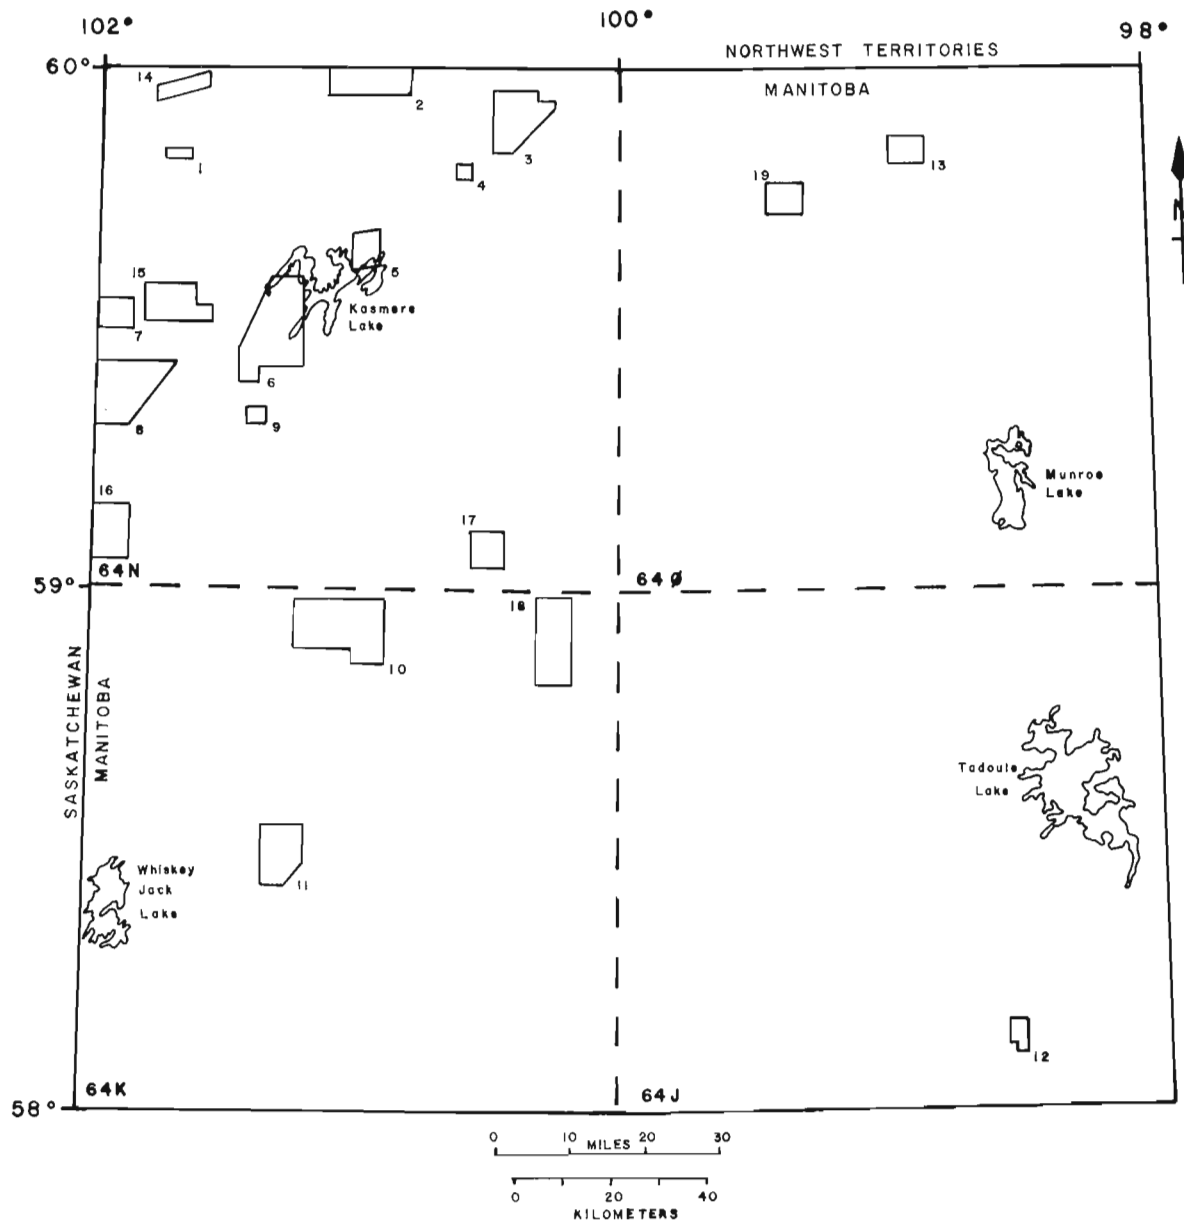 102°
100°
98°
60°
NORTHWEST TERRITORIES
MANITOBA
14
2
3
1
4
13
19
5
15
Kasmere
Lake
7
6
8
9
Munroe
Lake
16
17
64N
59°
64Ø
18
10
SASKATCHEWAN
MANITOBA
Tadoule
Lake
11
Whiskey
Jack
Lake
12
64K
64J
58°
0 10 20 30
MILES
0 20 40
KILOMETERS
N